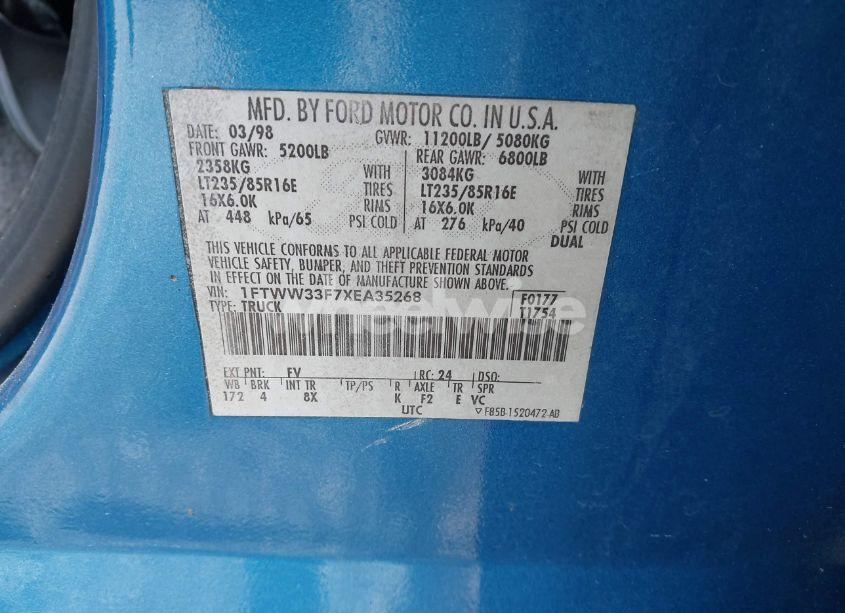 MFD. BY FORD MOTOR CO. IN U.S.A.
DATE: 03/98 GVWR: 11200LB/ 5080KG
FRONT GAWR: 5200LB REAR GAWR: 6800LB
2358KG WITH 3084KG WITH
LT235/85R16E TIRES LT235/85R16E TIRES
16X6.0K RIMS 16X6.0K RIMS
AT 448 kPa/65 PSI COLD AT 276 kPa/40 PSI COLD
DUAL
THIS VEHICLE CONFORMS TO ALL APPLICABLE FEDERAL MOTOR
VEHICLE SAFETY, BUMPER, AND THEFT PREVENTION STANDARDS
IN EFFECT ON THE DATE OF MANUFACTURE SHOWN ABOVE.
VIN: 1FTWW33F7XEA35268 F0177
TYPE: TRUCK T1754
wheelwire
EXT PNT: FV RC: 24 DSO:
WB BRK INT TR TP/PS R AXLE TR SPR
172 4 8X K F2 E VC
UTC F85B-1520472-AB